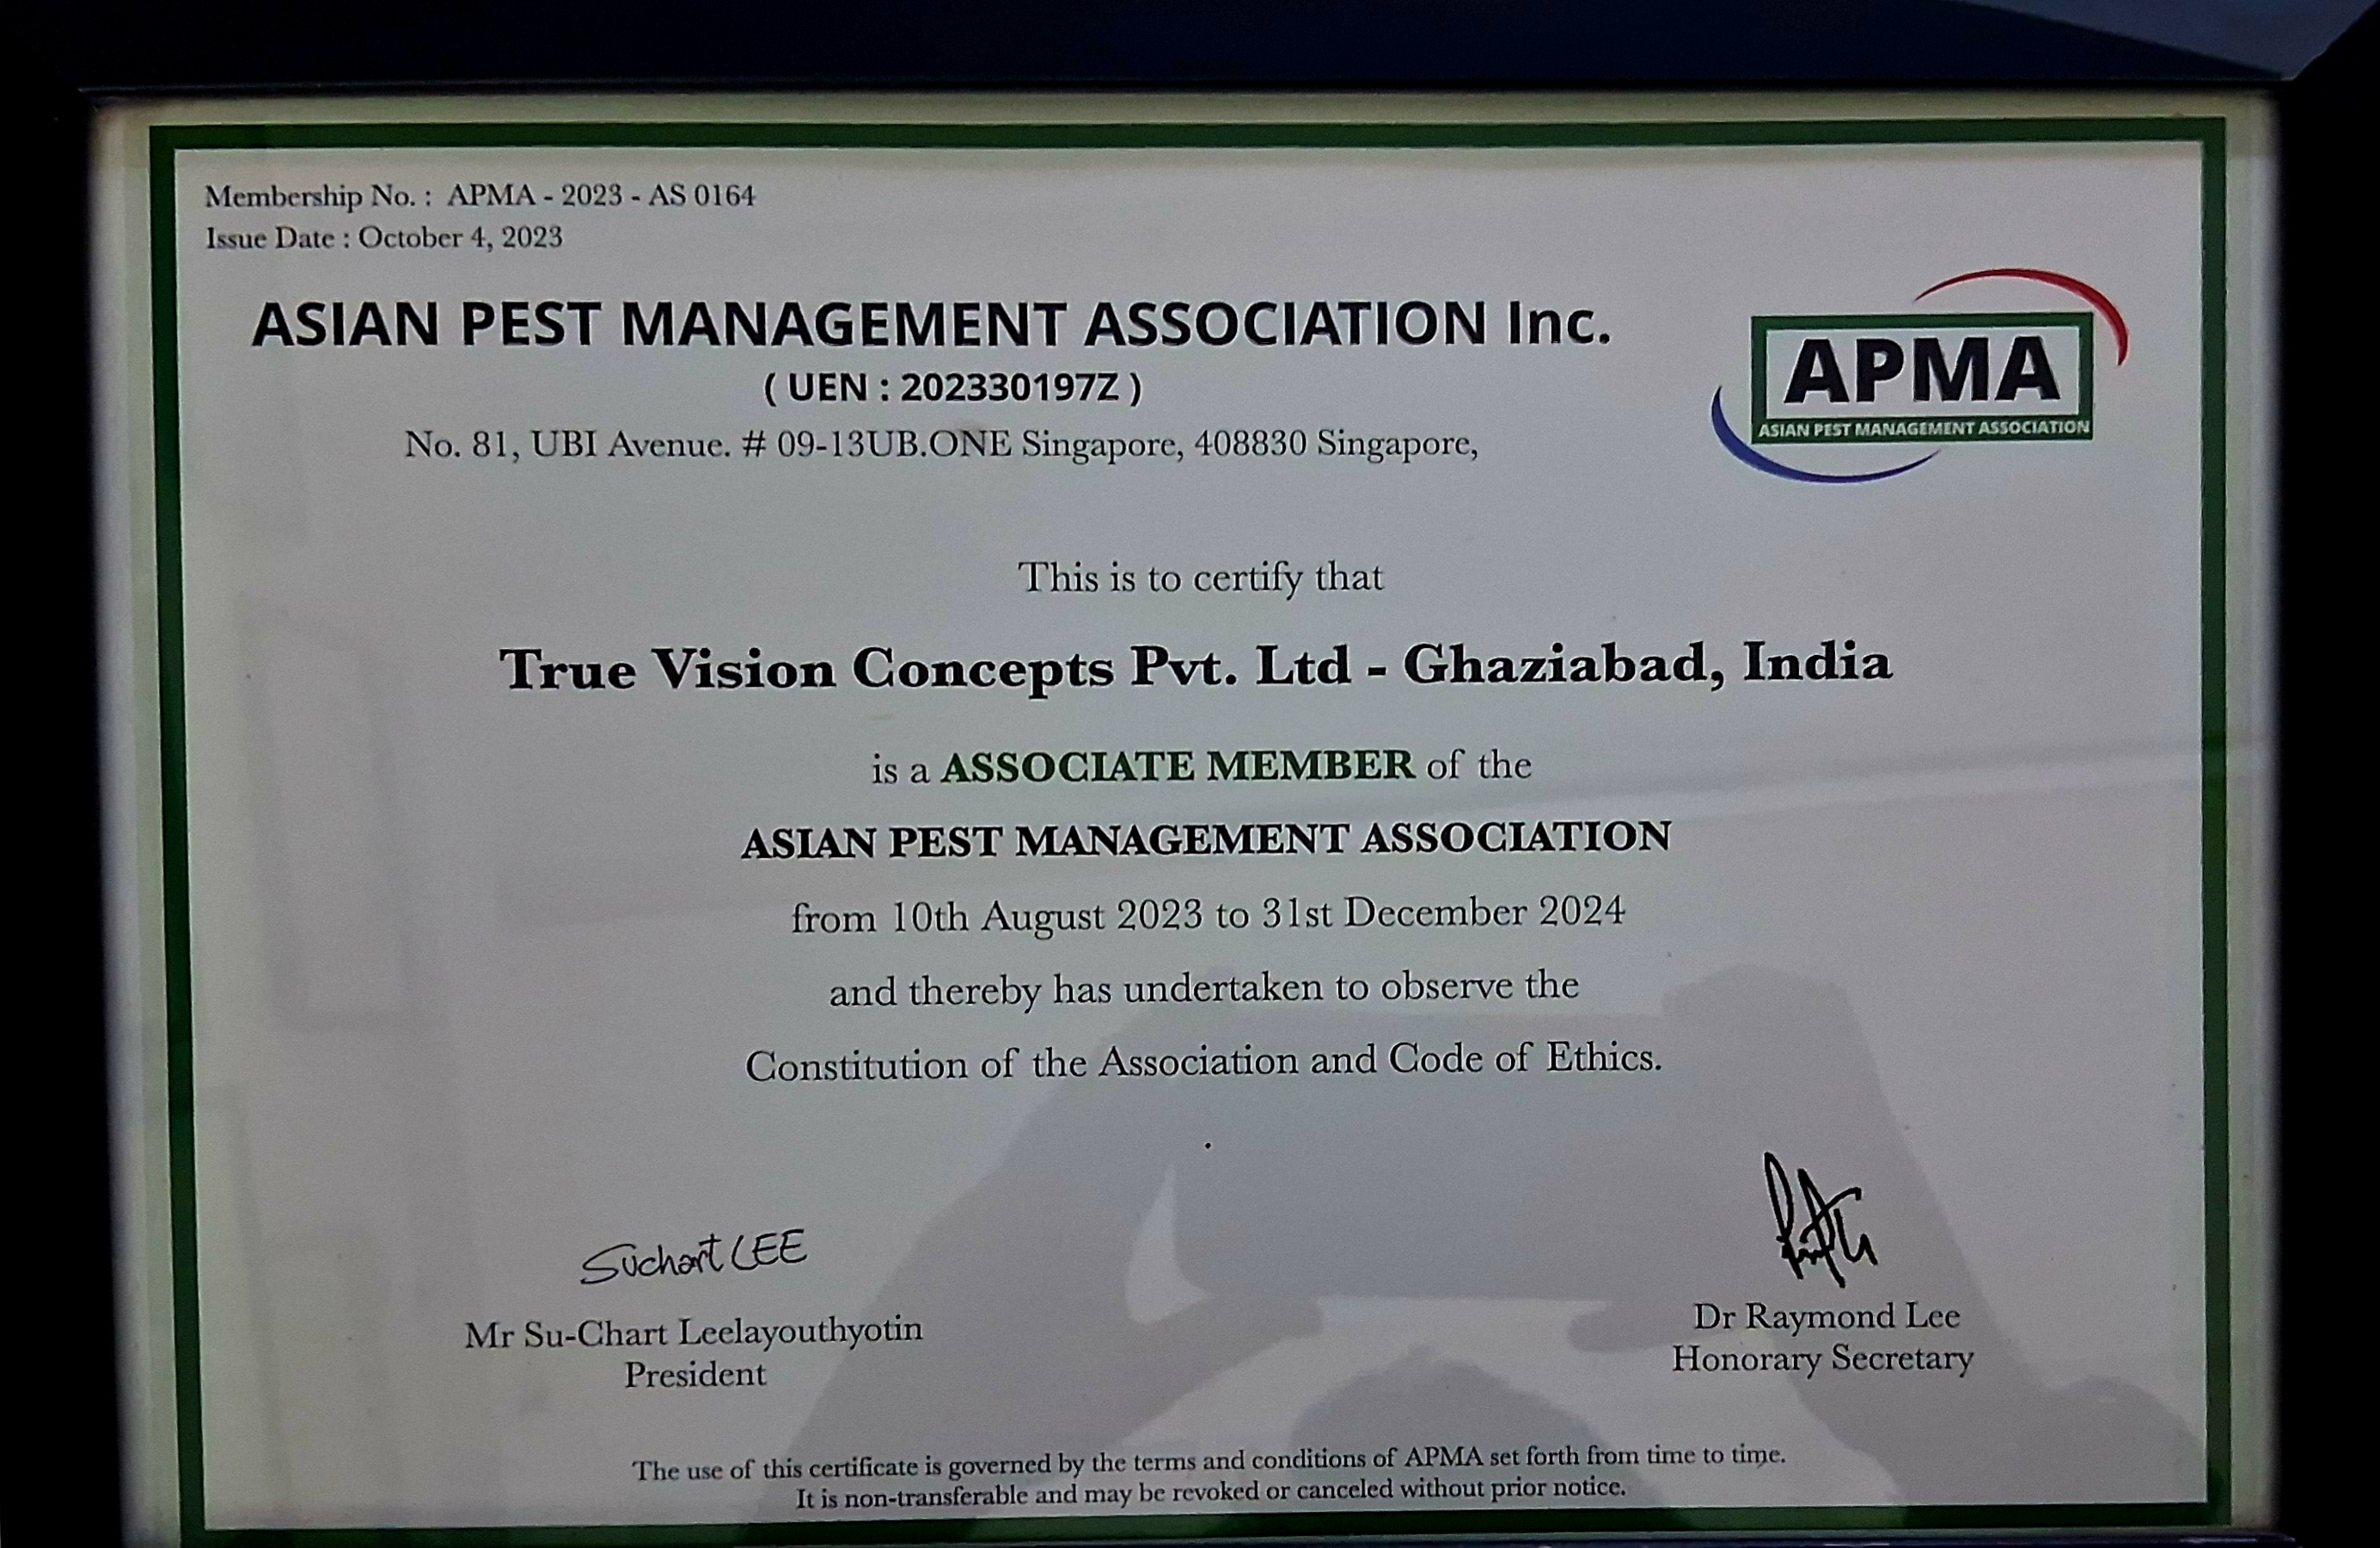 Membership No. : APMA - 2023 - AS 0164
Issue Date : October 4, 2023
ASIAN PEST MANAGEMENT ASSOCIATION Inc.
( UEN : 202330197Z )
No. 81, UBI Avenue. # 09-13UB.ONE Singapore, 408830 Singapore,
APMA
ASIAN PEST MANAGEMENT ASSOCIATION
This is to certify that
True Vision Concepts Pvt. Ltd - Ghaziabad, India
is a ASSOCIATE MEMBER of the
ASIAN PEST MANAGEMENT ASSOCIATION
from 10th August 2023 to 31st December 2024
and thereby has undertaken to observe the
Constitution of the Association and Code of Ethics.
Suchart LEE
Mr Su-Chart Leelayouthyotin
President
Dr Raymond Lee
Honorary Secretary
The use of this certificate is governed by the terms and conditions of APMA set forth from time to time.
It is non-transferable and may be revoked or canceled without prior notice.